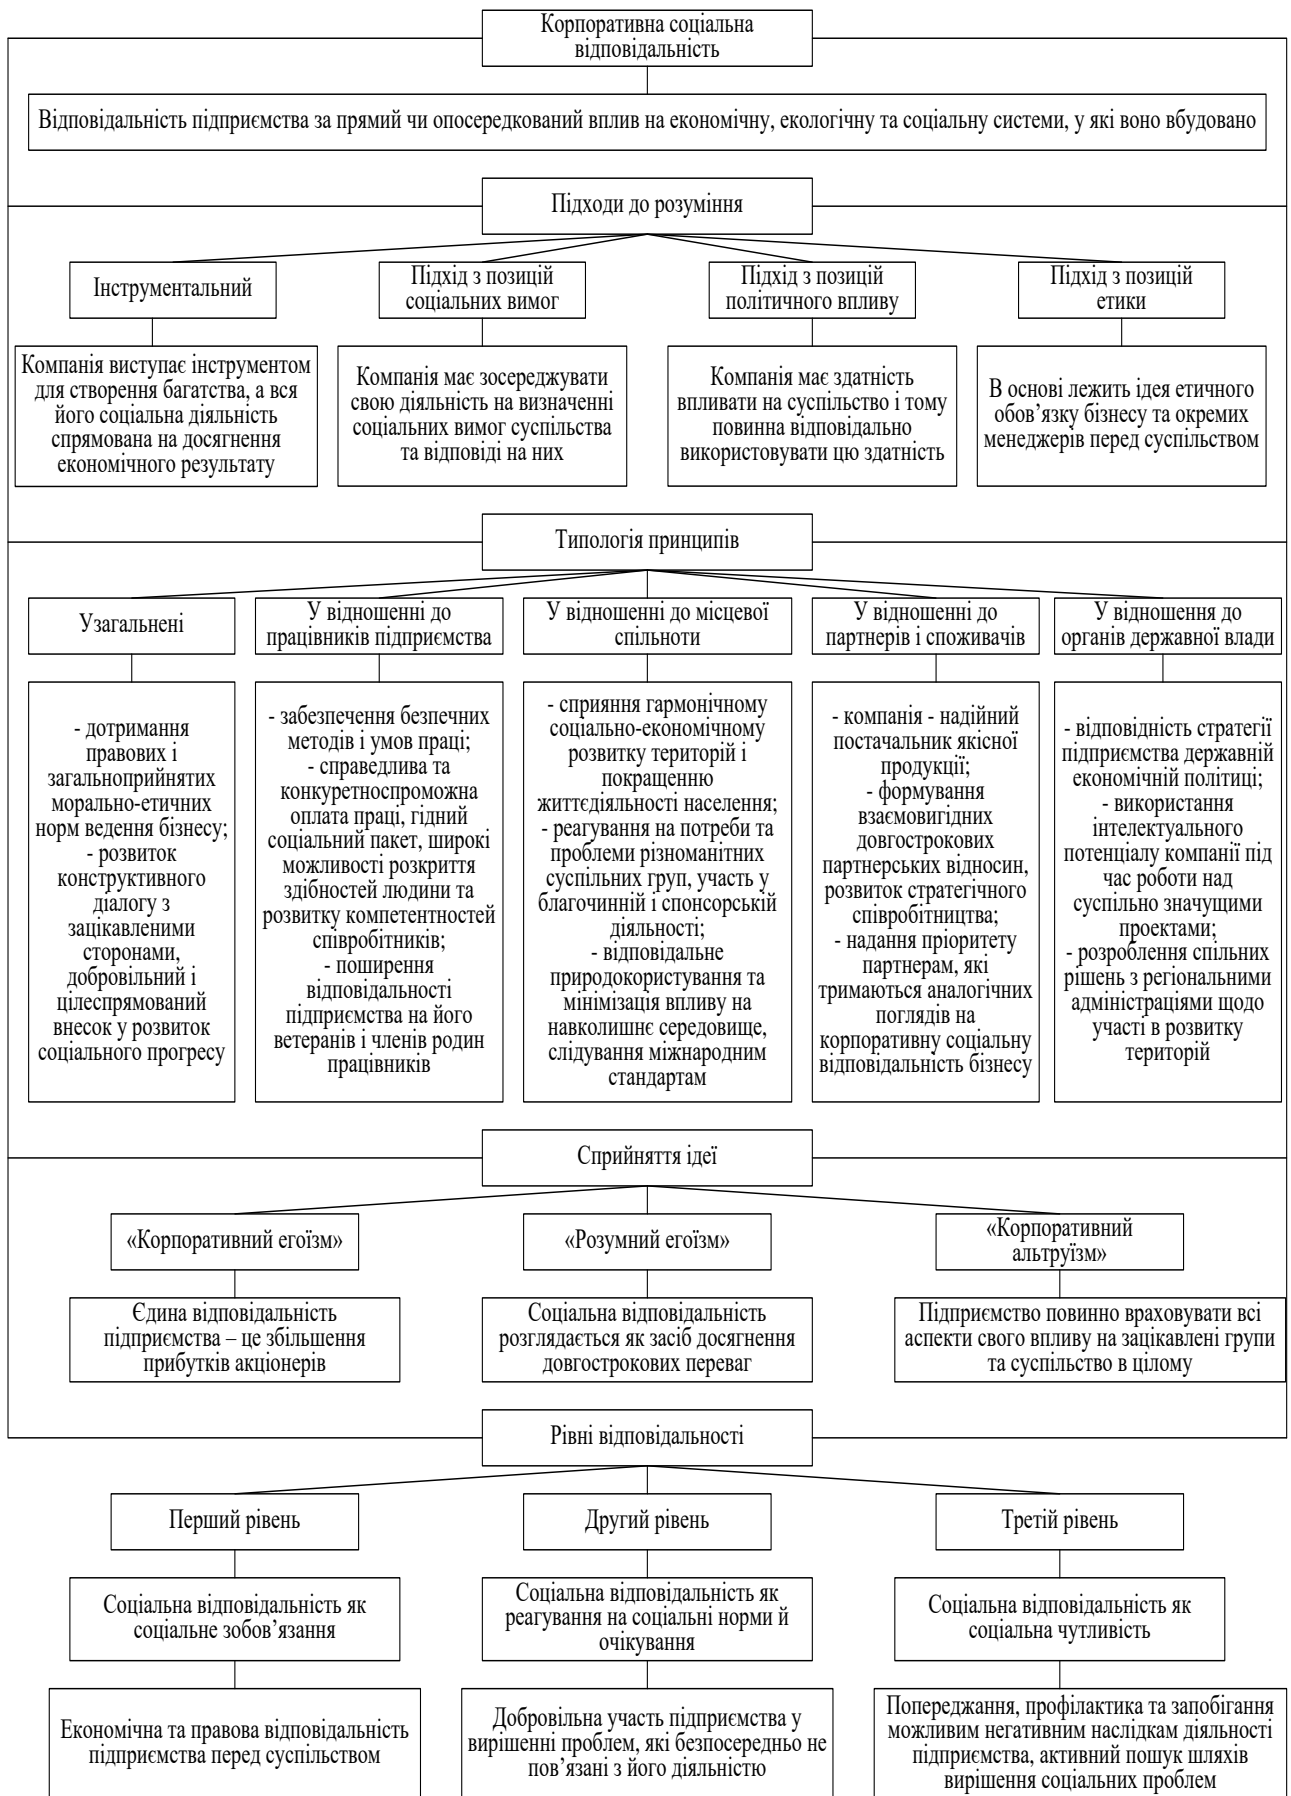 Корпоративна соціальна
відповідальність
Відповідальність підприємства за прямий чи опосередкований вплив на економічну, екологічну та соціальну системи, у які воно вбудовано
Підходи до розуміння
Інструментальний
Підхід з позицій
соціальних вимог
Підхід з позицій
політичного впливу
Підхід з позицій
етики
Компанія виступає інструментом
для створення багатства, а вся
його соціальна діяльність
спрямована на досягнення
економічного результату
Компанія має зосереджувати
свою діяльність на визначенні
соціальних вимог суспільства
та відповіді на них
Компанія має здатність
впливати на суспільство і тому
повинна відповідально
використовувати цю здатність
В основі лежить ідея етичного
обов’язку бізнесу та окремих
менеджерів перед суспільством
Типологія принципів
Узагальнені
У відношенні до
працівників підприємства
У відношенні до місцевої
спільноти
У відношенні до
партнерів і споживачів
У відношення до
органів державної влади
- дотримання
правових і
загальноприйнятих
морально-етичних
норм ведення бізнесу;
- розвиток
конструктивного
діалогу з
зацікавленими
сторонами,
добровільний і
цілеспрямований
внесок у розвиток
соціального прогресу
- забезпечення безпечних
методів і умов праці;
- справедлива та
конкуретноспроможна
оплата праці, гідний
соціальний пакет, широкі
можливості розкриття
здібностей людини та
розвитку компетентностей
співробітників;
- поширення
відповідальності
підприємства на його
ветеранів і членів родин
працівників
- сприяння гармонічному
соціально-економічному
розвитку територій і
покращенню
життєдіяльності населення;
- реагування на потреби та
проблеми різноманітних
суспільних груп, участь у
благочинній і спонсорській
діяльності;
- відповідальне
природокористування та
мінімізація впливу на
навколишнє середовище,
слідування міжнародним
стандартам
- компанія - надійний
постачальник якісної
продукції;
- формування
взаємовигідних
довгострокових
партнерських відносин,
розвиток стратегічного
співробітництва;
- надання пріоритету
партнерам, які
тримаються аналогічних
поглядів на
корпоративну соціальну
відповідальність бізнесу
- відповідність стратегії
підприємства державній
економічній політиці;
- використання
інтелектуального
потенціалу компанії під
час роботи над
суспільно значущими
проектами;
- розроблення спільних
рішень з регіональними
адміністраціями щодо
участі в розвитку
територій
Сприйняття ідеї
«Корпоративний егоїзм»
«Розумний егоїзм»
«Корпоративний
альтруїзм»
Єдина відповідальність
підприємства – це збільшення
прибутків акціонерів
Соціальна відповідальність
розглядається як засіб досягнення
довгострокових переваг
Підприємство повинно враховувати всі
аспекти свого впливу на зацікавлені групи
та суспільство в цілому
Рівні відповідальності
Перший рівень
Другий рівень
Третій рівень
Соціальна відповідальність як
соціальне зобов’язання
Соціальна відповідальність як
реагування на соціальні норми й
очікування
Соціальна відповідальність як
соціальна чутливість
Економічна та правова відповідальність
підприємства перед суспільством
Добровільна участь підприємства у
вирішенні проблем, які безпосередньо не
пов’язані з його діяльністю
Попереджання, профілактика та запобігання
можливим негативним наслідкам діяльності
підприємства, активний пошук шляхів
вирішення соціальних проблем